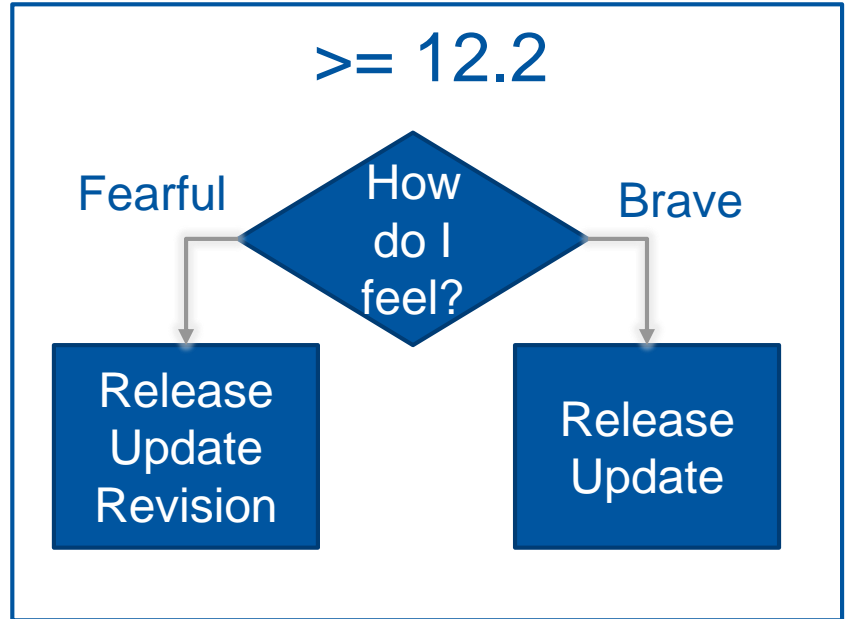 >= 12.2
Fearful
How
do I
feel?
Brave
Release
Update
Revision
Release
Update